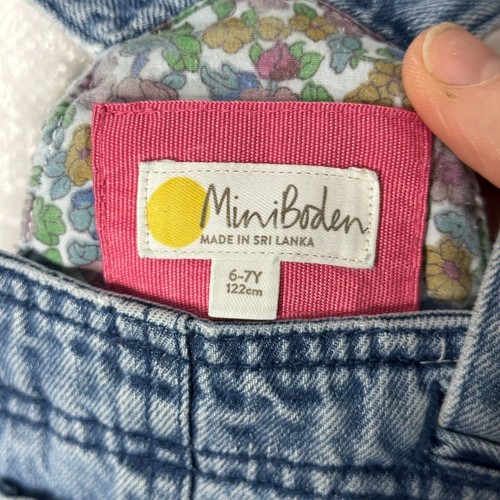 MiniBoden
MADE IN SRI LANKA
6-7Y
122cm